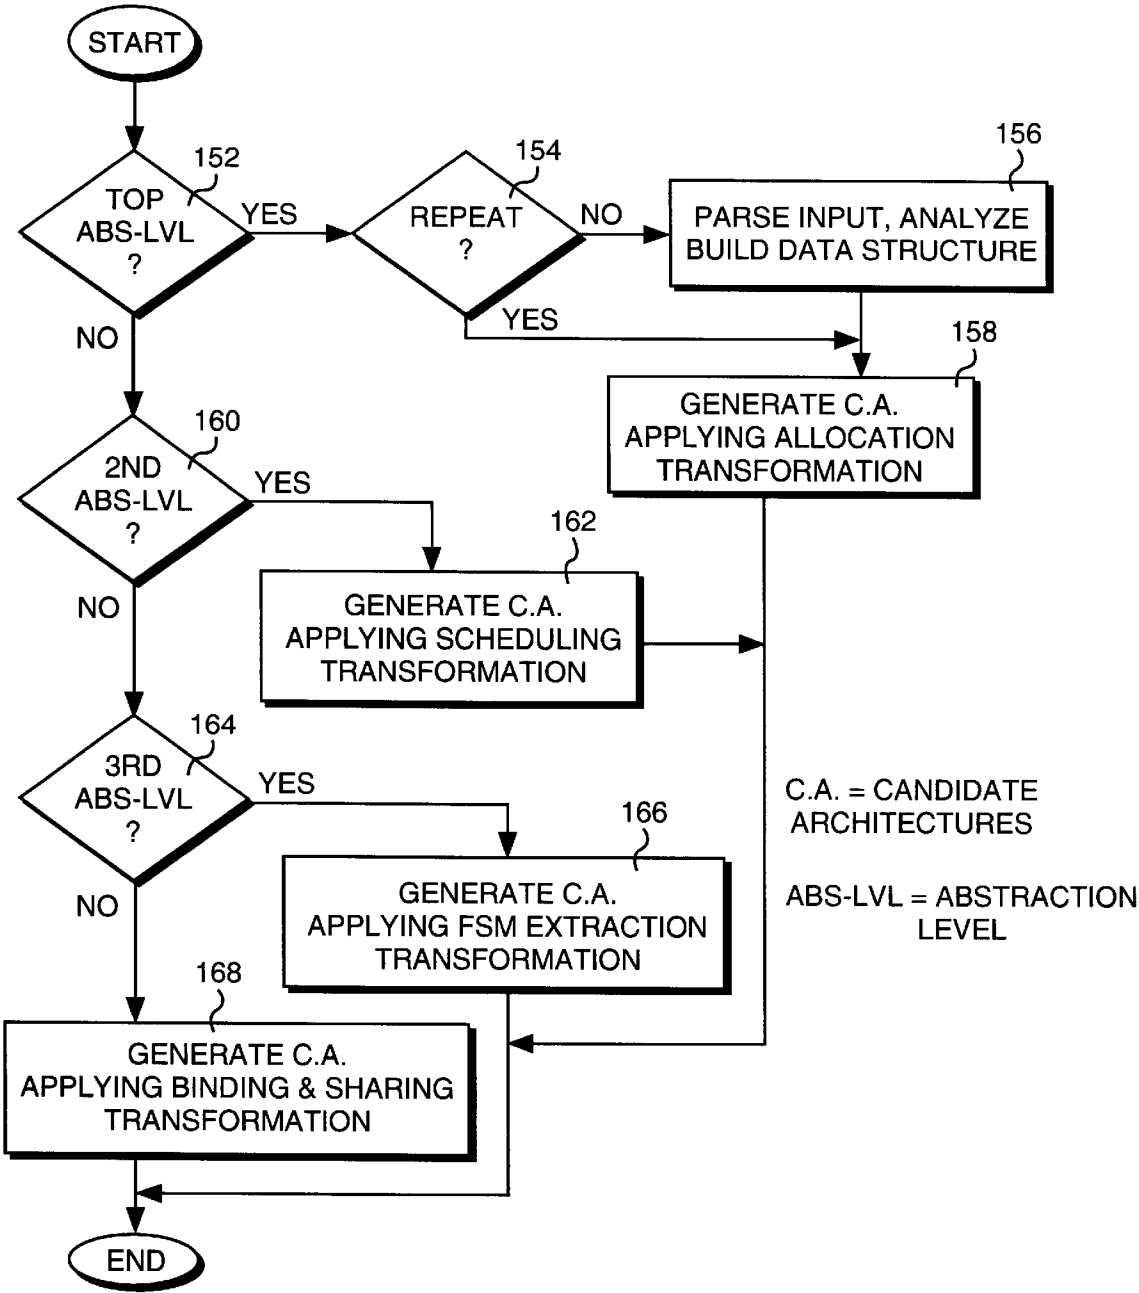 START
152
TOP
ABS-LVL
?
YES
NO
154
REPEAT
?
NO
YES
156
PARSE INPUT, ANALYZE
BUILD DATA STRUCTURE
158
GENERATE C.A.
APPLYING ALLOCATION
TRANSFORMATION
160
2ND
ABS-LVL
?
YES
NO
162
GENERATE C.A.
APPLYING SCHEDULING
TRANSFORMATION
164
3RD
ABS-LVL
?
YES
NO
166
GENERATE C.A.
APPLYING FSM EXTRACTION
TRANSFORMATION
C.A. = CANDIDATE
ARCHITECTURES
ABS-LVL = ABSTRACTION
LEVEL
168
GENERATE C.A.
APPLYING BINDING & SHARING
TRANSFORMATION
END